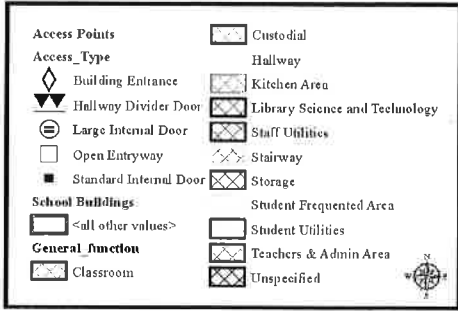 Access Points
Access_Type
Building Entrance
Hallway Divider Door
Large Internal Door
Open Entryway
Standard Internal Door
School Buildings
<all other values>
General_function
Classroom
Custodial
Hallway
Kitchen Area
Library Science and Technology
Staff Utilities
Stairway
Storage
Student Frequented Area
Student Utilities
Teachers & Admin Area
Unspecified
N
W
E
S